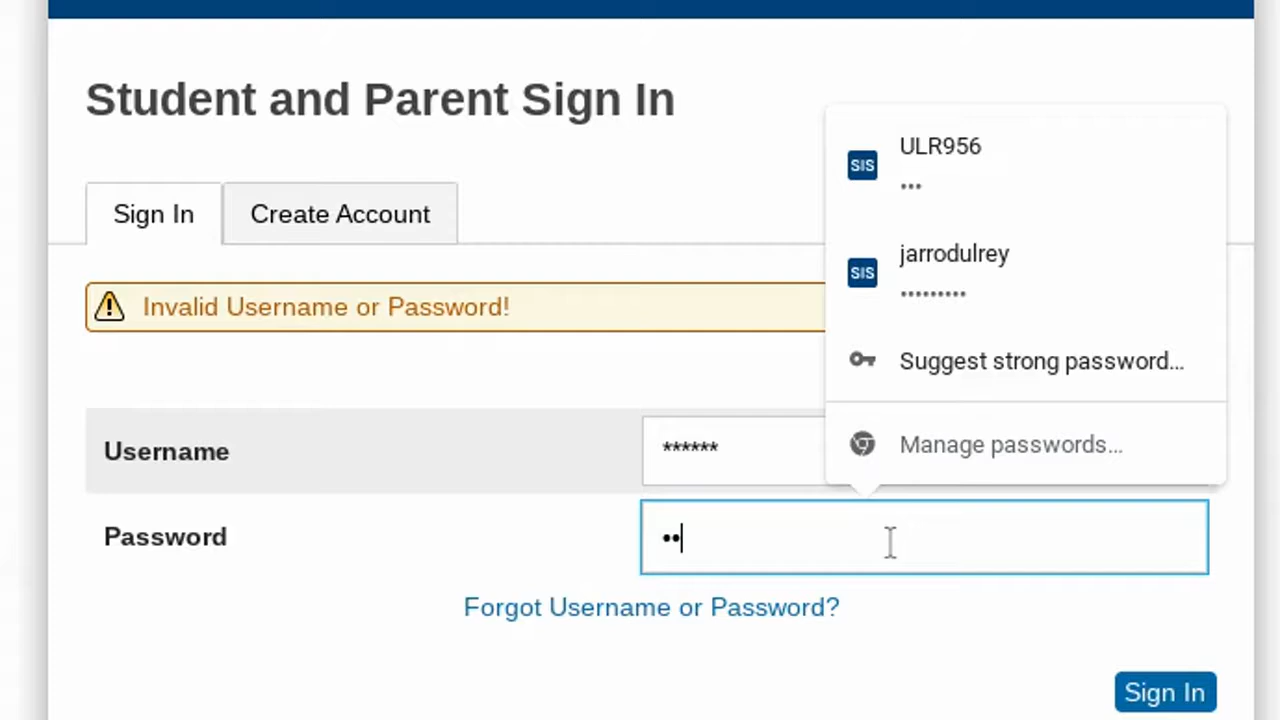 Student and Parent Sign In
Sign In
Create Account
Invalid Username or Password!
SIS
ULR956
•••
SIS
jarrodulrey
•••••••••
Suggest strong password...
Manage passwords...
Username
******
Password
••
Forgot Username or Password?
Sign In